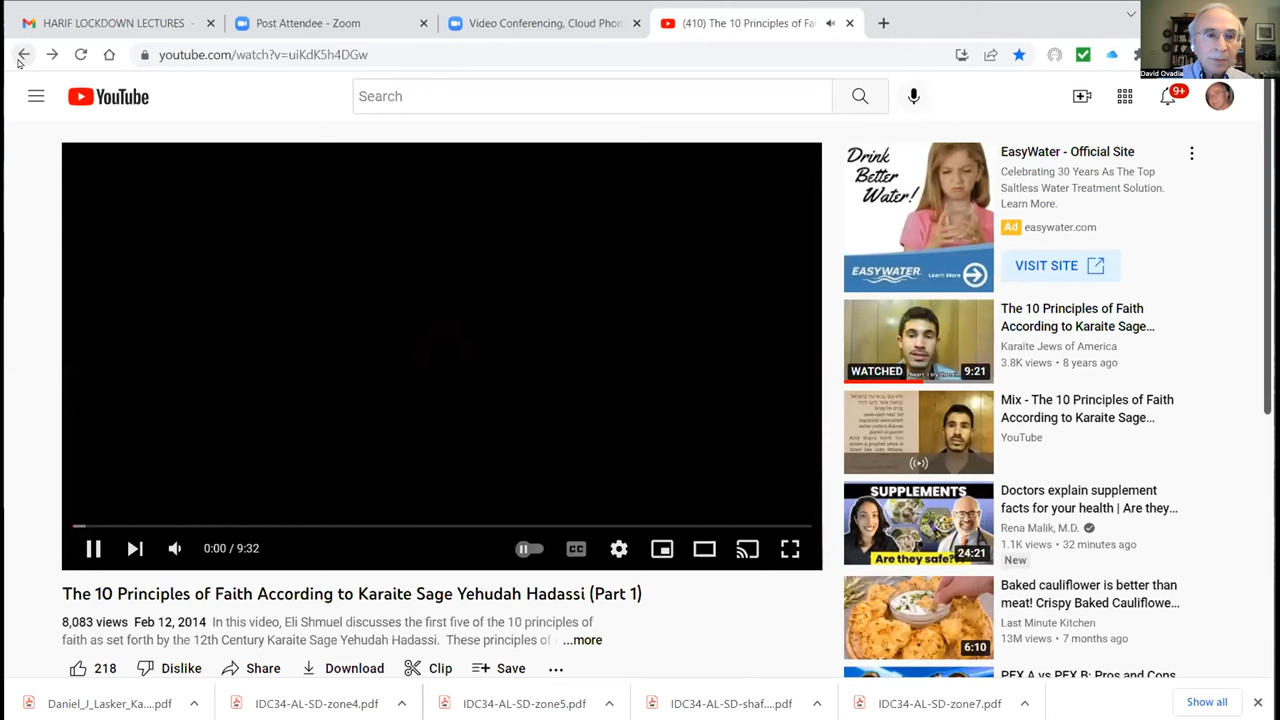 HARIF LOCKDOWN LECTURES -
Post Attendee - Zoom
Video Conferencing, Cloud Phon
(410) The 10 Principles of Fai
youtube.com/watch?v=uiKdK5h4DGw
David Ovadia
YouTube
Search
9+
Drink
Better
Water!
EASYWATER
Learn More
EasyWater - Official Site
Celebrating 30 Years As The Top
Saltless Water Treatment Solution.
Learn More.
Ad easywater.com
VISIT SITE
WATCHED
9:21
The 10 Principles of Faith
According to Karaite Sage...
Karaite Jews of America
3.8K views • 8 years ago
Mix - The 10 Principles of Faith
According to Karaite Sage...
YouTube
SUPPLEMENTS
Are they safe?
24:21
Doctors explain supplement
facts for your health | Are they...
Rena Malik, M.D.
1.1K views • 32 minutes ago
New
6:10
Baked cauliflower is better than
meat! Crispy Baked Cauliflowe...
Last Minute Kitchen
13M views • 7 months ago
PEX A vs PEX B: Pros and Cons
0:00 / 9:32
CC
The 10 Principles of Faith According to Karaite Sage Yehudah Hadassi (Part 1)
8,083 views Feb 12, 2014 In this video, Eli Shmuel discusses the first five of the 10 principles of
faith as set forth by the 12th Century Karaite Sage Yehudah Hadassi. These principles of ...more
218 Dislike Share Download Clip Save ...
Daniel_J_Lasker_Ka....pdf
IDC34-AL-SD-zone4.pdf
IDC34-AL-SD-zone5.pdf
IDC34-AL-SD-shaf....pdf
IDC34-AL-SD-zone7.pdf
Show all